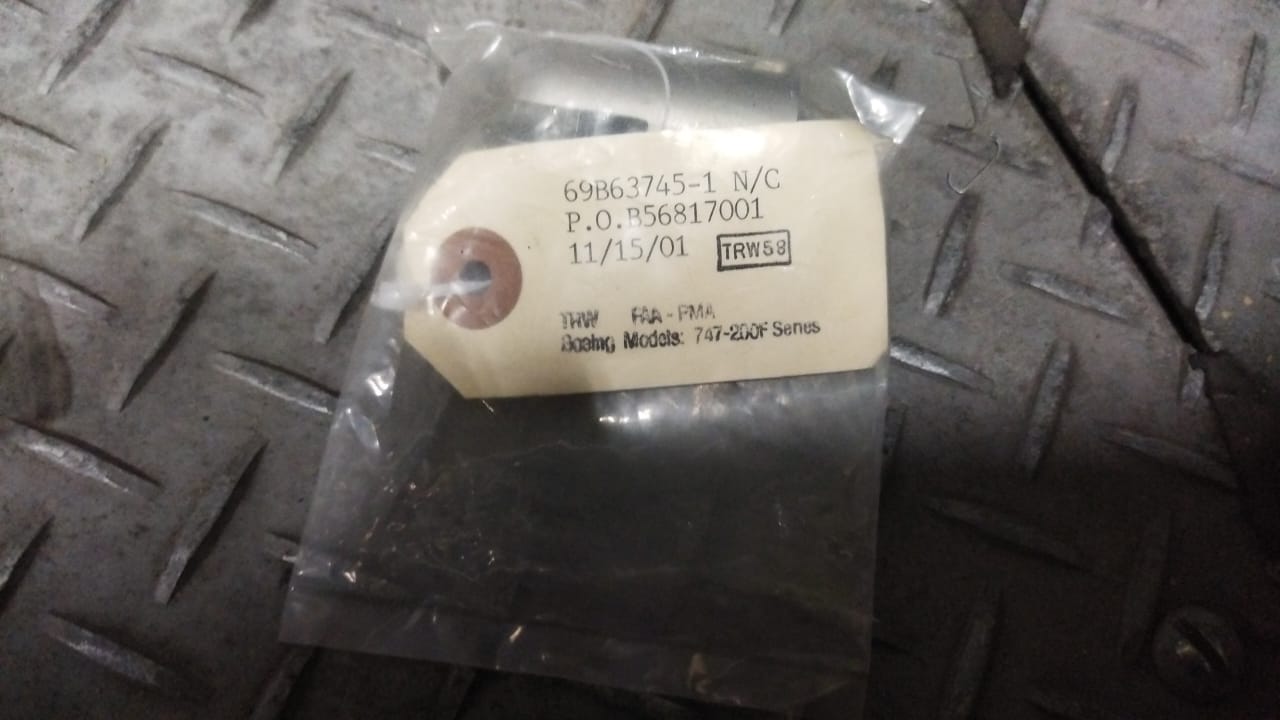 69B63745-1 N/C
P.O.B56817001
11/15/01 TRW58
TRW FAA-PMA
Boeing Models: 747-200F Series